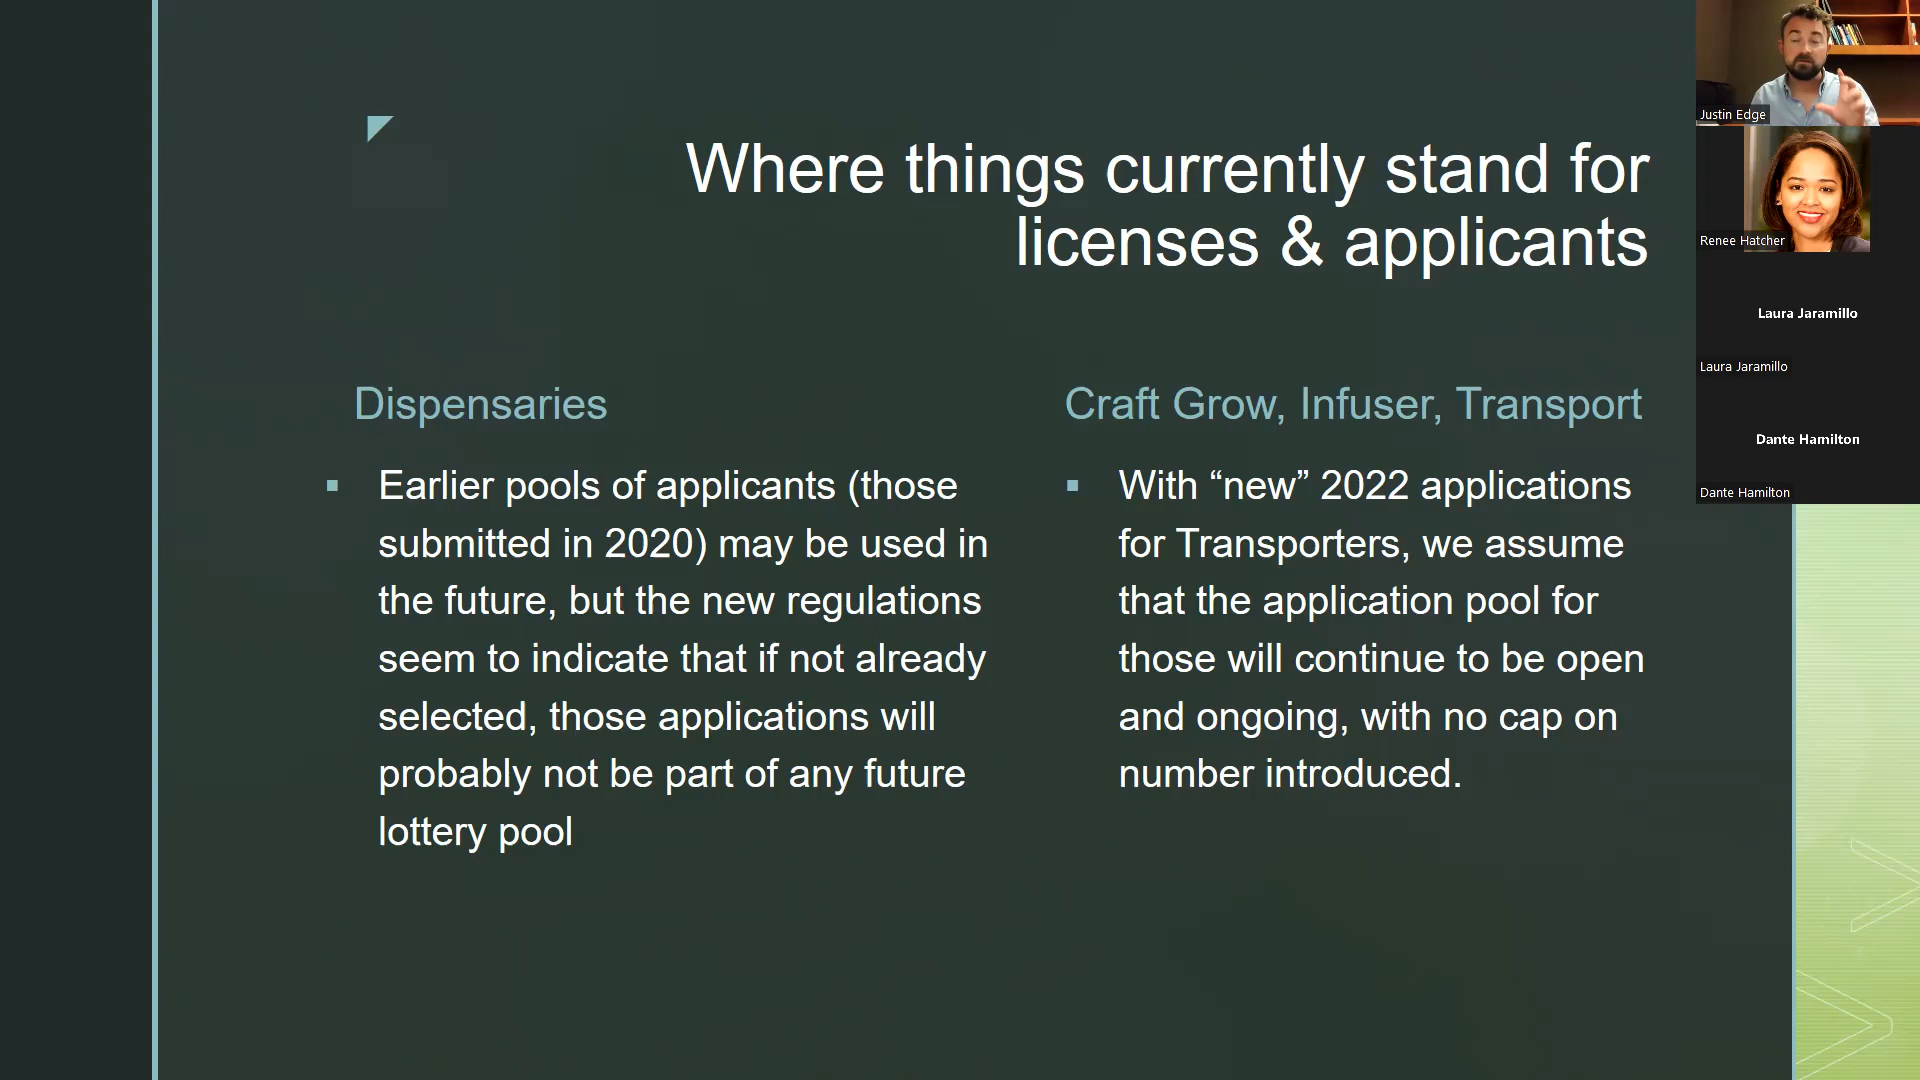 Where things currently stand for
licenses & applicants
Dispensaries
Earlier pools of applicants (those
submitted in 2020) may be used in
the future, but the new regulations
seem to indicate that if not already
selected, those applications will
probably not be part of any future
lottery pool
Craft Grow, Infuser, Transport
With “new” 2022 applications
for Transporters, we assume
that the application pool for
those will continue to be open
and ongoing, with no cap on
number introduced.
Justin Edge
Renee Hatcher
Laura Jaramillo
Laura Jaramillo
Dante Hamilton
Dante Hamilton